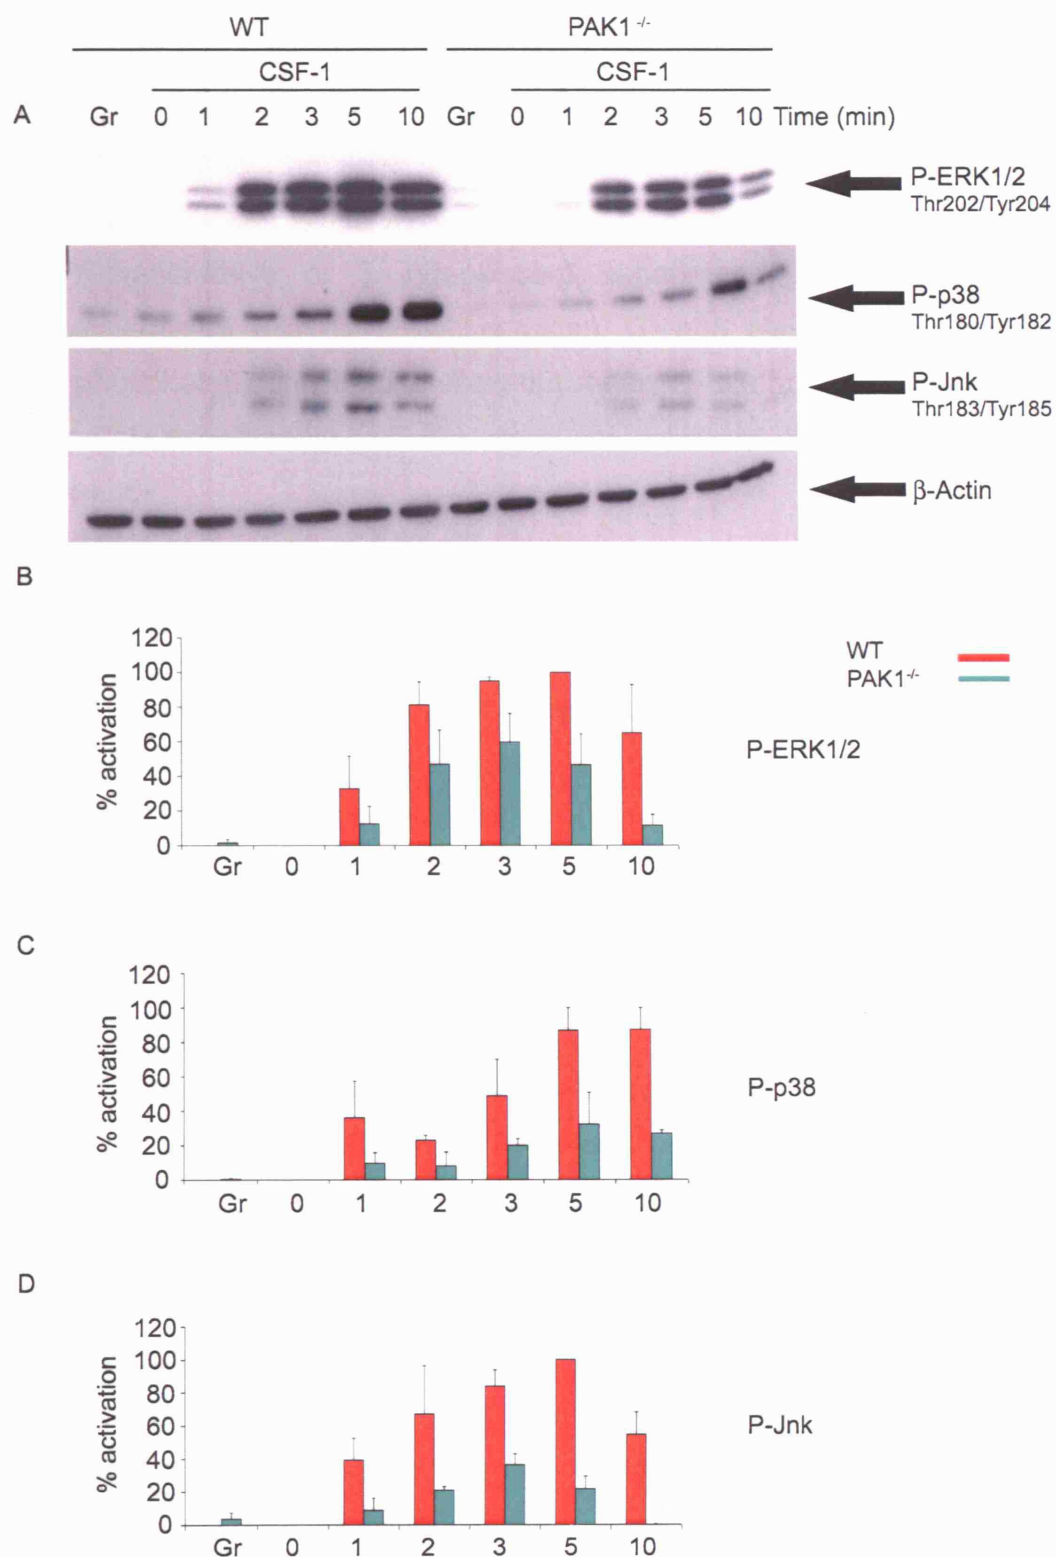 WT PAK1 -/-
CSF-1 CSF-1
A Gr 0 1 2 3 5 10 Gr 0 1 2 3 5 10 Time (min)
P-ERK1/2
Thr202/Tyr204
P-p38
Thr180/Tyr182
P-Jnk
Thr183/Tyr185
β-Actin
B
120
100
80
60
40
20
0
% activation
Gr 0 1 2 3 5 10
WT
PAK1-/-
P-ERK1/2
C
120
100
80
60
40
20
0
% activation
Gr 0 1 2 3 5 10
P-p38
D
120
100
80
60
40
20
0
% activation
Gr 0 1 2 3 5 10
P-Jnk